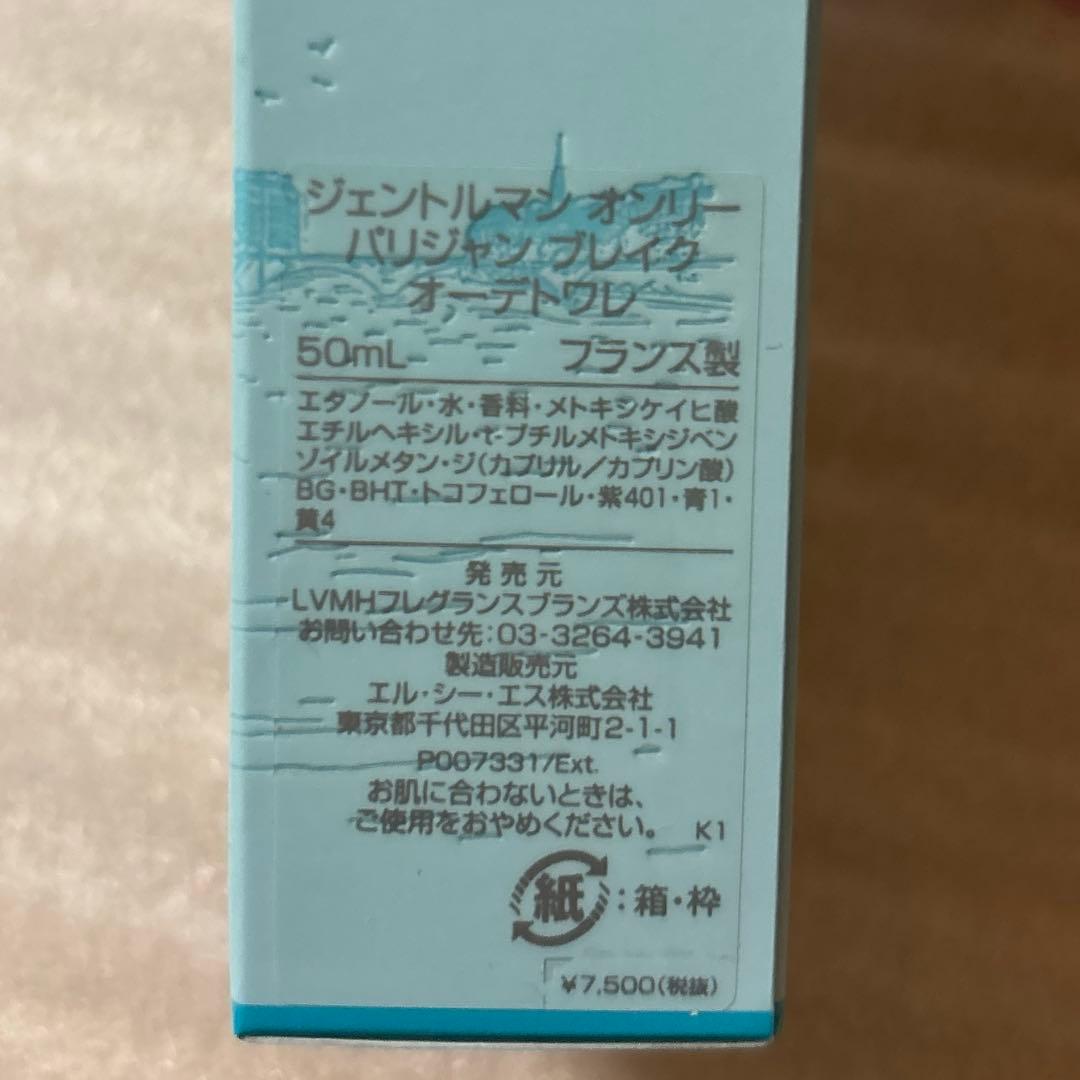 ジェントルマン オンリー
パリジャン ブレイク
オーデトワレ
50mL フランス製
エタノール・水・香料・メトキシケイヒ酸
エチルヘキシル・t-ブチルメトキシジベン
ゾイルメタン・ジ(カプリル/カプリン酸)
BG・BHT・トコフェロール・紫401・青1・
黄4
発売元
LVMHフレグランスブランズ株式会社
お問い合わせ先:03-3264-3941
製造販売元
エル・シー・エス株式会社
東京都千代田区平河町2-1-1
P007331/Ext.
お肌に合わないときは、
ご使用をおやめください。 K1
紙:箱・枠
¥7,500(税抜)